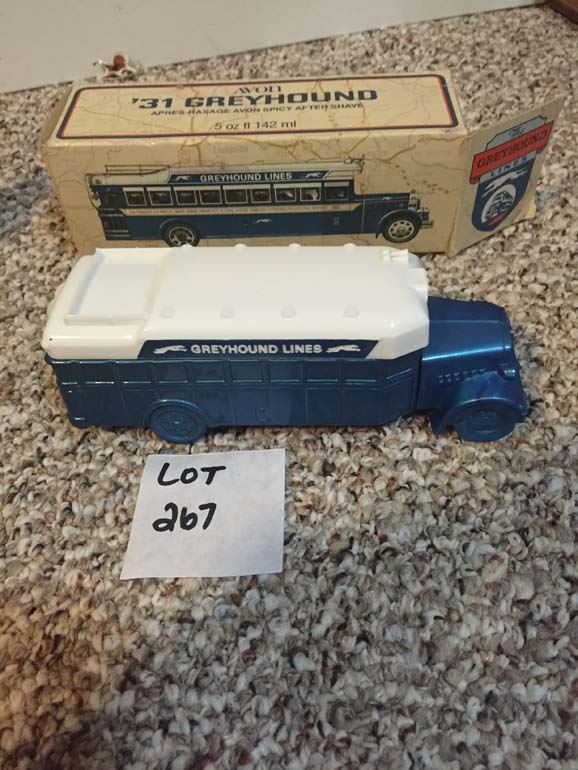 AVON
'31 GREYHOUND
APRES-RASAGE AVON SPICY AFTER SHAVE
5 oz fl 142 ml
The
GREYHOUND
LINES
GREYHOUND LINES
GREYHOUND LINES
LOT
267